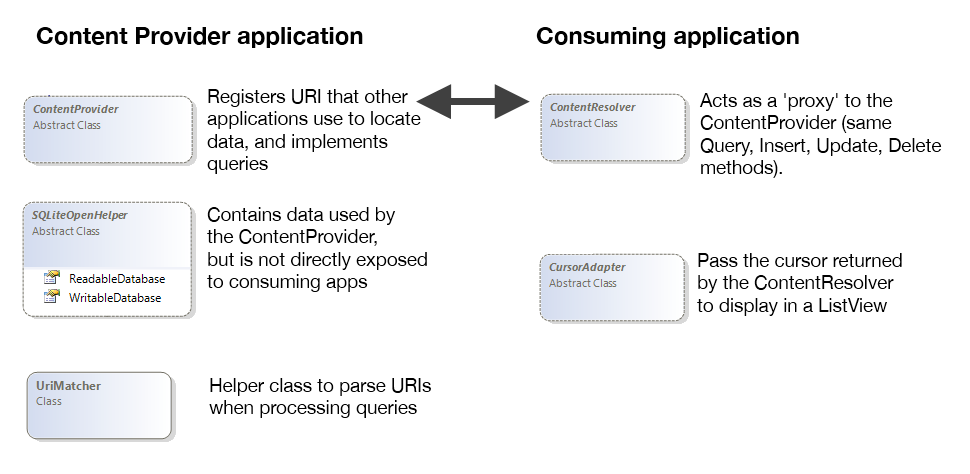 Content Provider application
ContentProvider
Abstract Class
Registers URI that other
applications use to locate
data, and implements
queries
SQLiteOpenHelper
Abstract Class
ReadableDatabase
WritableDatabase
Contains data used by
the ContentProvider,
but is not directly exposed
to consuming apps
UriMatcher
Class
Helper class to parse URIs
when processing queries
Consuming application
ContentResolver
Abstract Class
Acts as a 'proxy' to the
ContentProvider (same
Query, Insert, Update, Delete
methods).
CursorAdapter
Abstract Class
Pass the cursor returned
by the ContentResolver
to display in a ListView